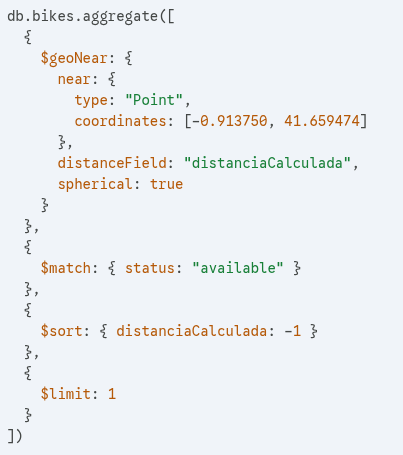 db.bikes.aggregate([
  {
    $geoNear: {
      near: {
        type: "Point",
        coordinates: [-0.913750, 41.659474]
      },
      distanceField: "distanciaCalculada",
      spherical: true
    }
  },
  {
    $match: { status: "available" }
  },
  {
    $sort: { distanciaCalculada: -1 }
  },
  {
    $limit: 1
  }
])